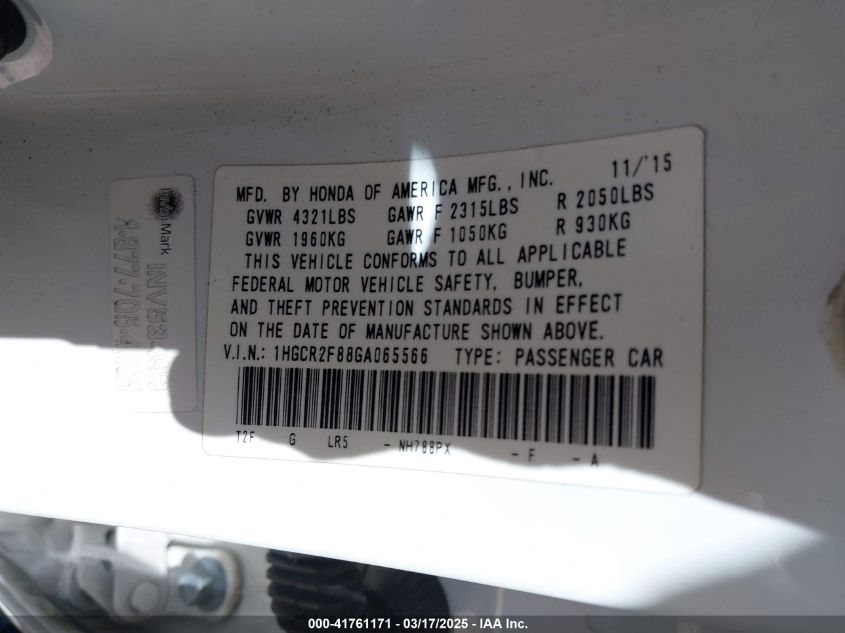 MFD. BY HONDA OF AMERICA MFG., INC. 11/'15
GVWR 4321LBS GAWR F 2315LBS R 2050LBS
GVWR 1960KG GAWR F 1050KG R 930KG
THIS VEHICLE CONFORMS TO ALL APPLICABLE
FEDERAL MOTOR VEHICLE SAFETY, BUMPER,
AND THEFT PREVENTION STANDARDS IN EFFECT
ON THE DATE OF MANUFACTURE SHOWN ABOVE.
V.I.N.: 1HGCR2F88GA065566 TYPE: PASSENGER CAR
T2F G LR5 - NH788PX - F - A
Mark
000-41761171 | 03/17/2025 | IAA Inc.